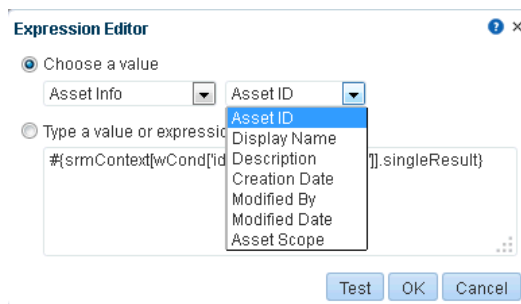 Expression Editor
Choose a value
Asset Info Asset ID
Asset ID
Type a value or expressio
Display Name
#{srmContext[wCond['id ']].singleResult}
Description
Creation Date
Modified By
Modified Date
Asset Scope
Test OK Cancel